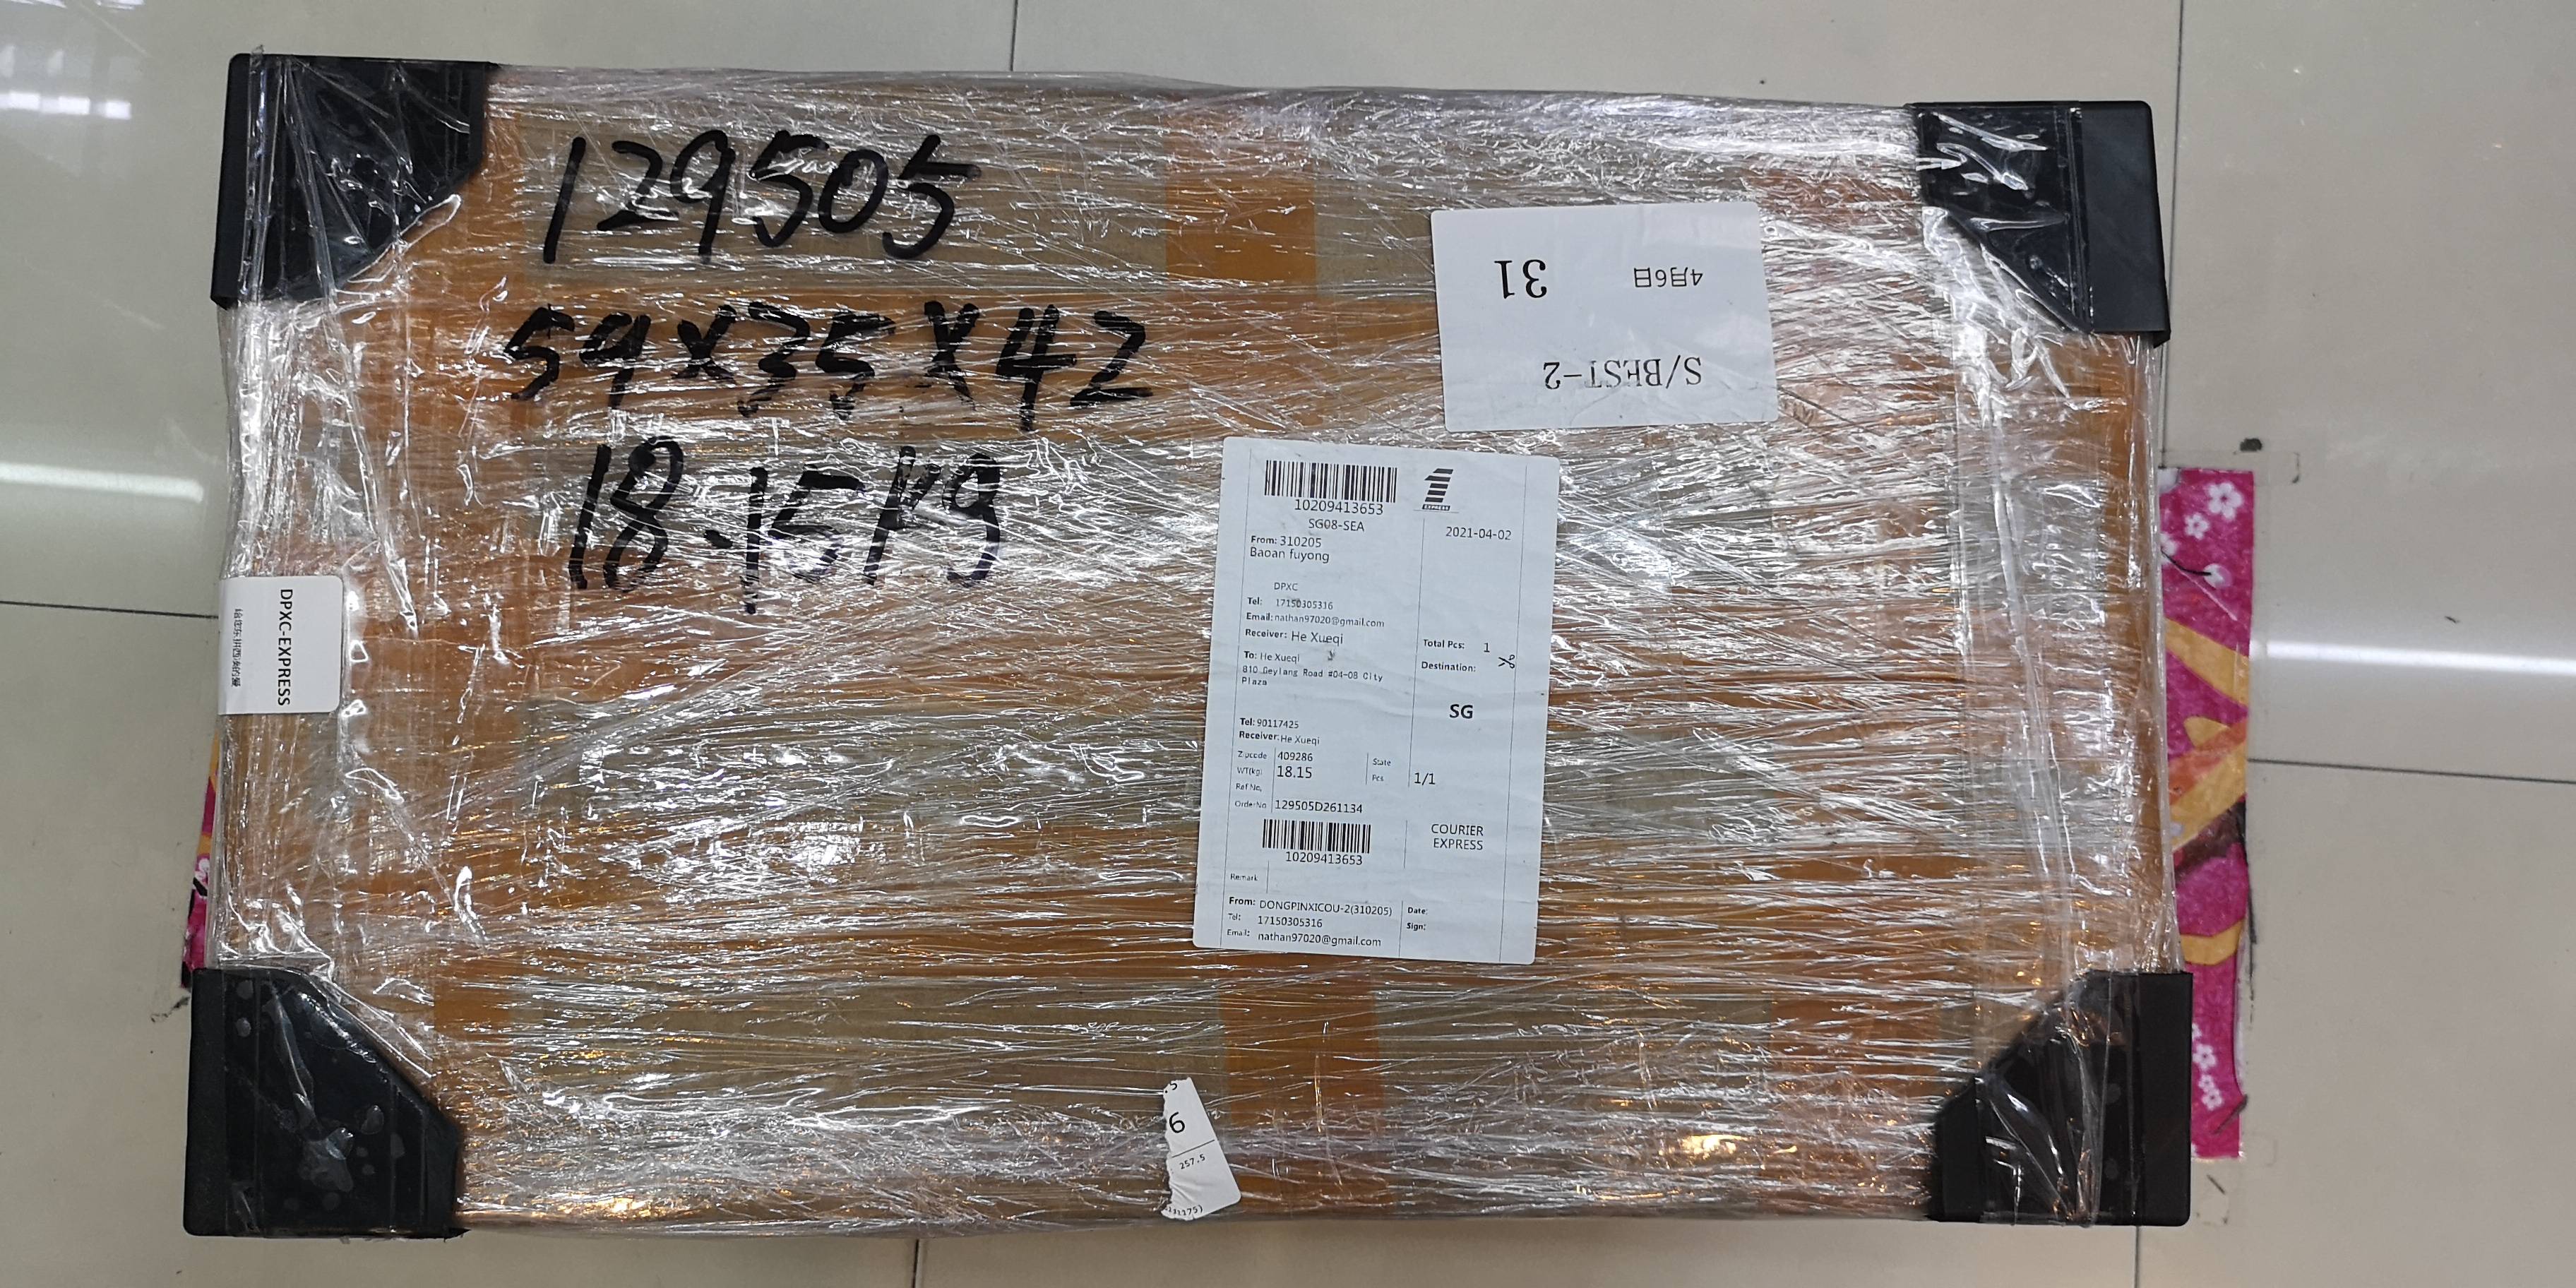 129505
59x35x42
18.15kg
31
4月6日
S/BEST-2
DPXC-EXPRESS
10209413653
EXPRESS
SG08-SEA
2021-04-02
From: 310205
Baoan fuyong
DPXC
Tel: 17150305316
Email: nathan97020@gmail.com
Receiver: He Xueqi
Total Pcs: 1
To: He Xueqi
Destination:
810 Geylang Road #04-08 City
Plaza
SG
Tel: 90117425
Receiver: He Xueqi
Zipcode 409286
State
WT(kg) 18.15
Pcs 1/1
Ref No.
OrderNo 129505D261134
COURIER
EXPRESS
10209413653
Remark
From: DONGPINXICOU-2(310205)
Date:
Tel: 17150305316
Sign:
Email: nathan97020@gmail.com
6
257.5